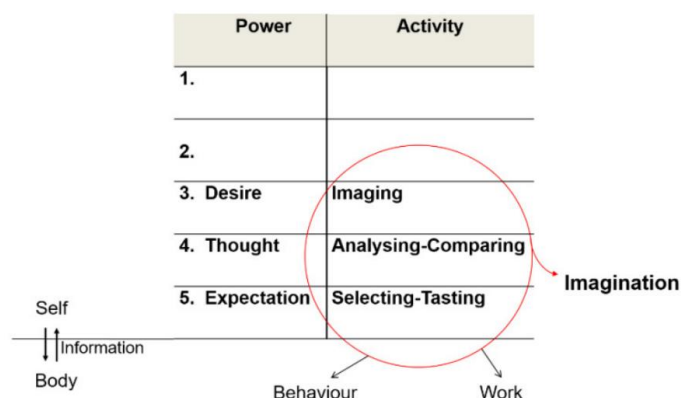 Power Activity
1.
2.
3. Desire Imaging
4. Thought Analysing-Comparing
Imagination
5. Expectation Selecting-Tasting
Self
Information
Body
Behaviour Work